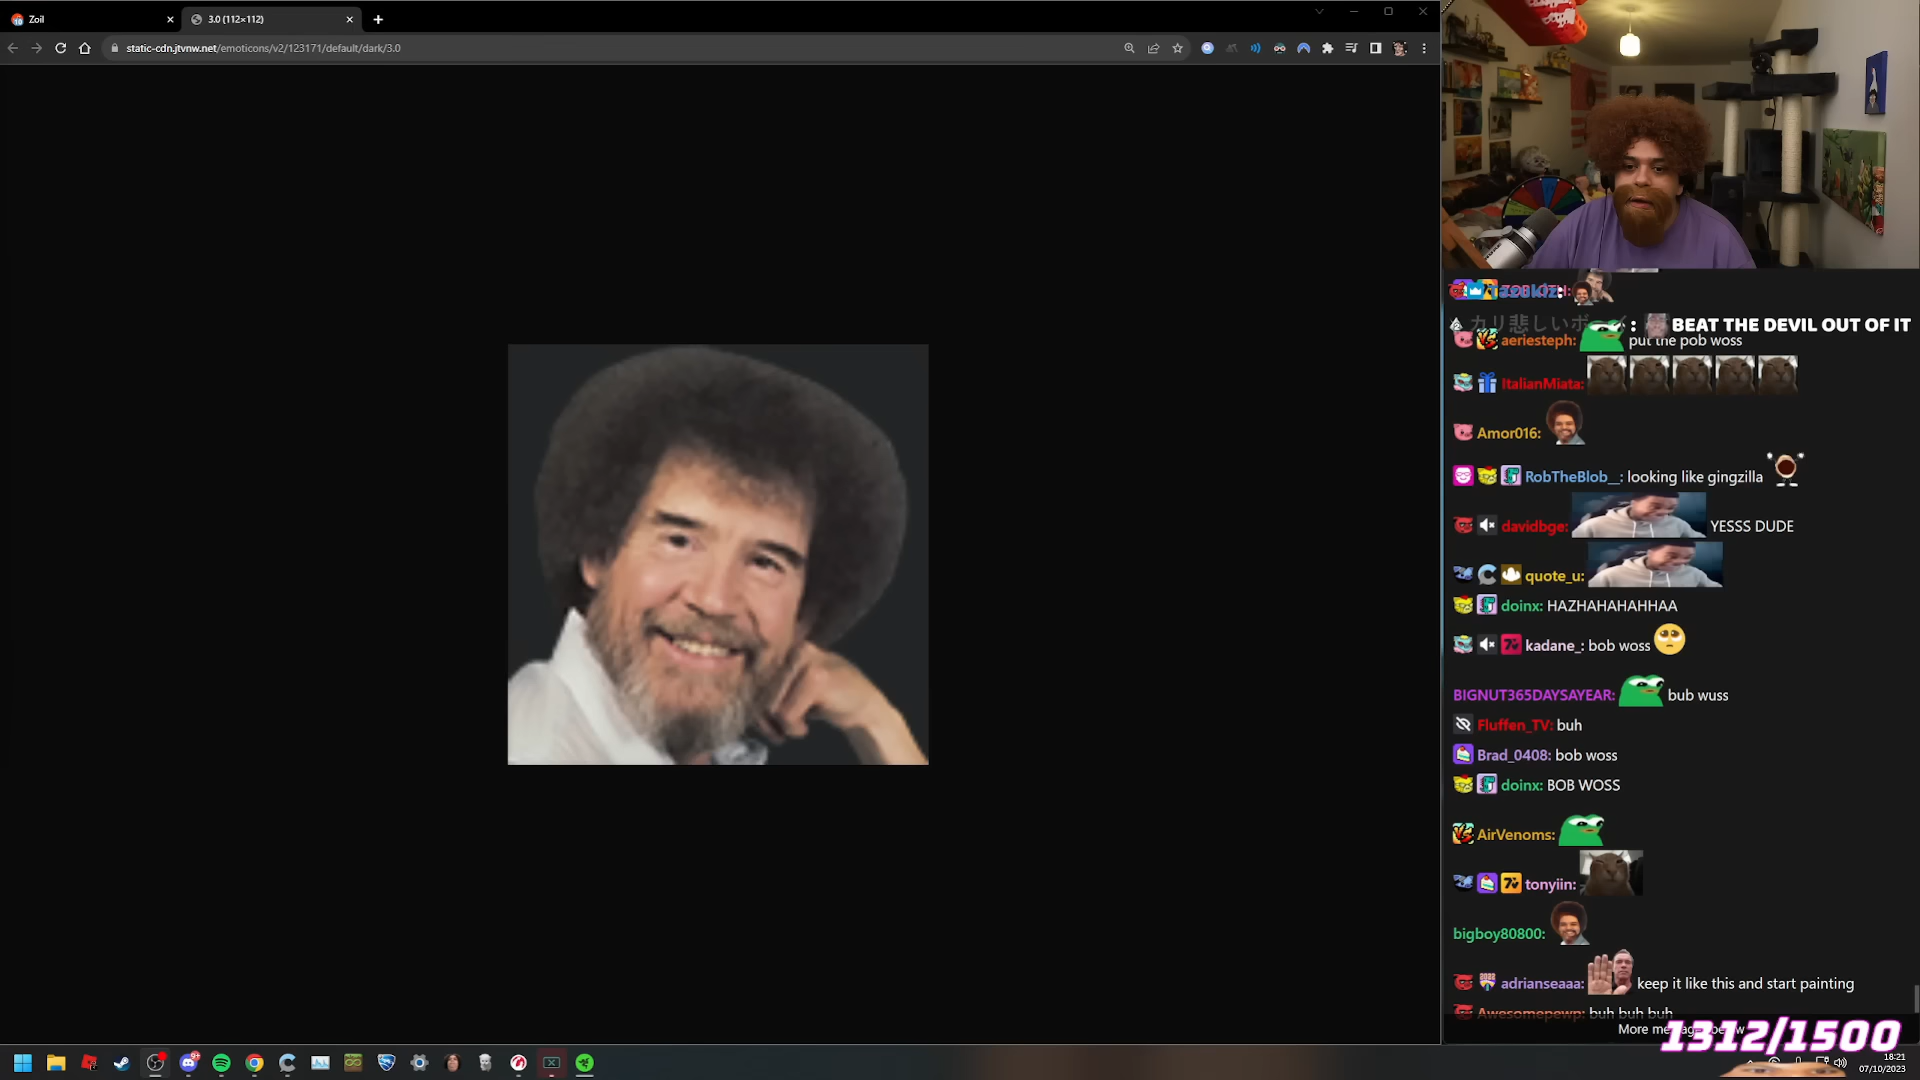 Zoil
3.0 (112×112)
static-cdn.jtvnw.net/emoticons/v2/123171/default/dark/3.0
BEAT THE DEVIL OUT OF IT
aeriesteph: put the pob woss
ItalianMiata:
Amor016:
RobTheBlob__: looking like gingzilla
davidbge: YESSS DUDE
quote_u:
doinx: HAZHAHAHAHHAA
kadane_: bob woss
BIGNUT365DAYSAYEAR: bub wuss
Fluffen_TV: buh
Brad_0408: bob woss
doinx: BOB WOSS
AirVenoms:
tonyiin:
bigboy80800:
adrianseaaa: keep it like this and start painting
Awesomepewp: buh buh buh
1312/1500
18:21
07/10/2023